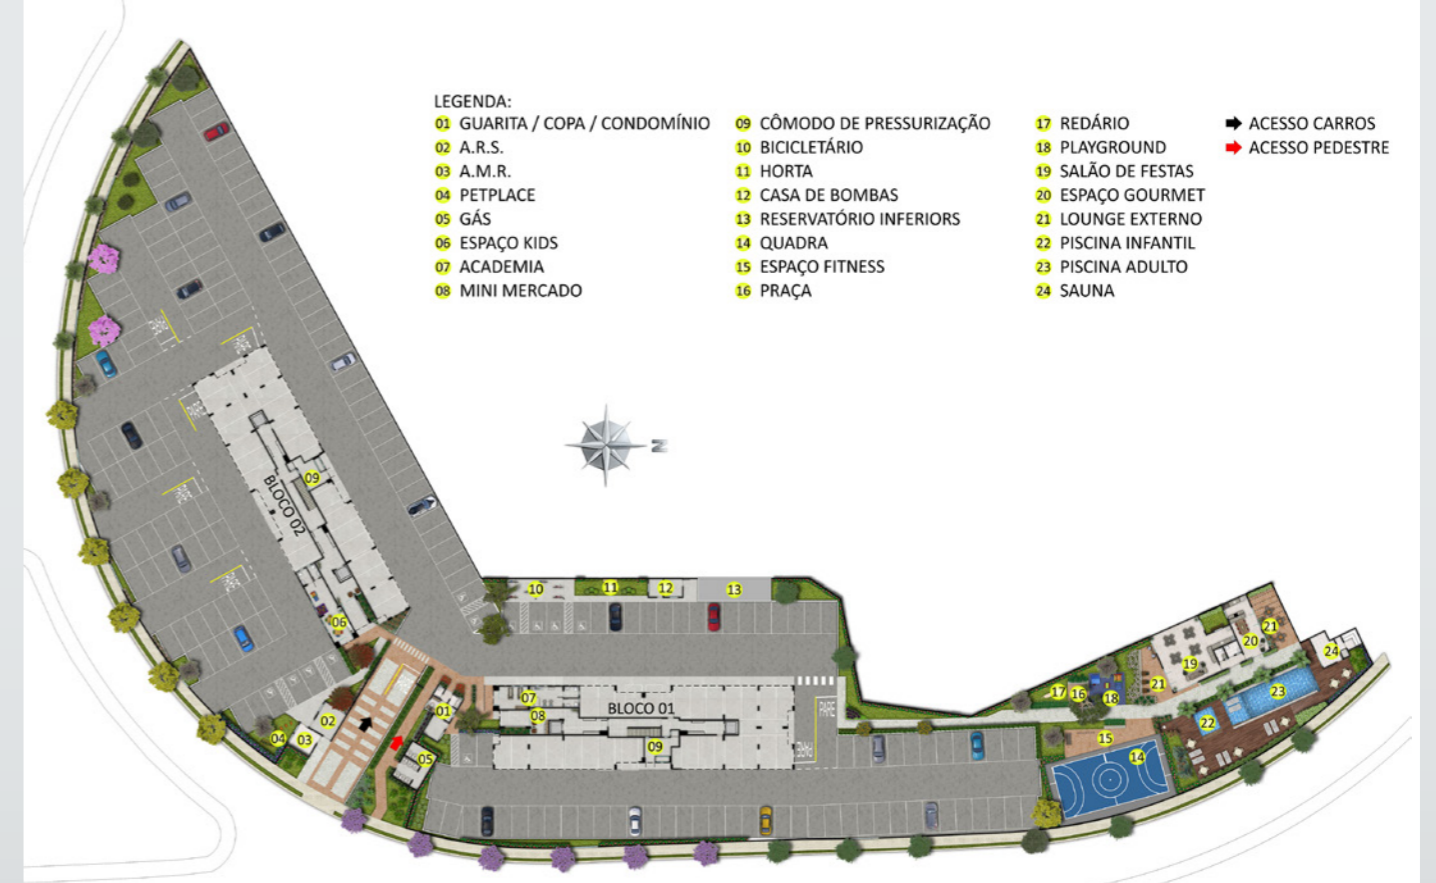 LEGENDA:
01 GUARITA / COPA / CONDOMÍNIO
02 A.R.S.
03 A.M.R.
04 PETPLACE
05 GÁS
06 ESPAÇO KIDS
07 ACADEMIA
08 MINI MERCADO
09 CÔMODO DE PRESSURIZAÇÃO
10 BICICLETÁRIO
11 HORTA
12 CASA DE BOMBAS
13 RESERVATÓRIO INFERIORS
14 QUADRA
15 ESPAÇO FITNESS
16 PRAÇA
17 REDÁRIO
18 PLAYGROUND
19 SALÃO DE FESTAS
20 ESPAÇO GOURMET
21 LOUNGE EXTERNO
22 PISCINA INFANTIL
23 PISCINA ADULTO
24 SAUNA
ACESSO CARROS
ACESSO PEDESTRE
N
09
BLOCO 02
06
10
11
12
13
04
03
02
01
05
07
08
BLOCO 01
09
PARE
17
16
18
19
21
20
21
24
23
22
15
14